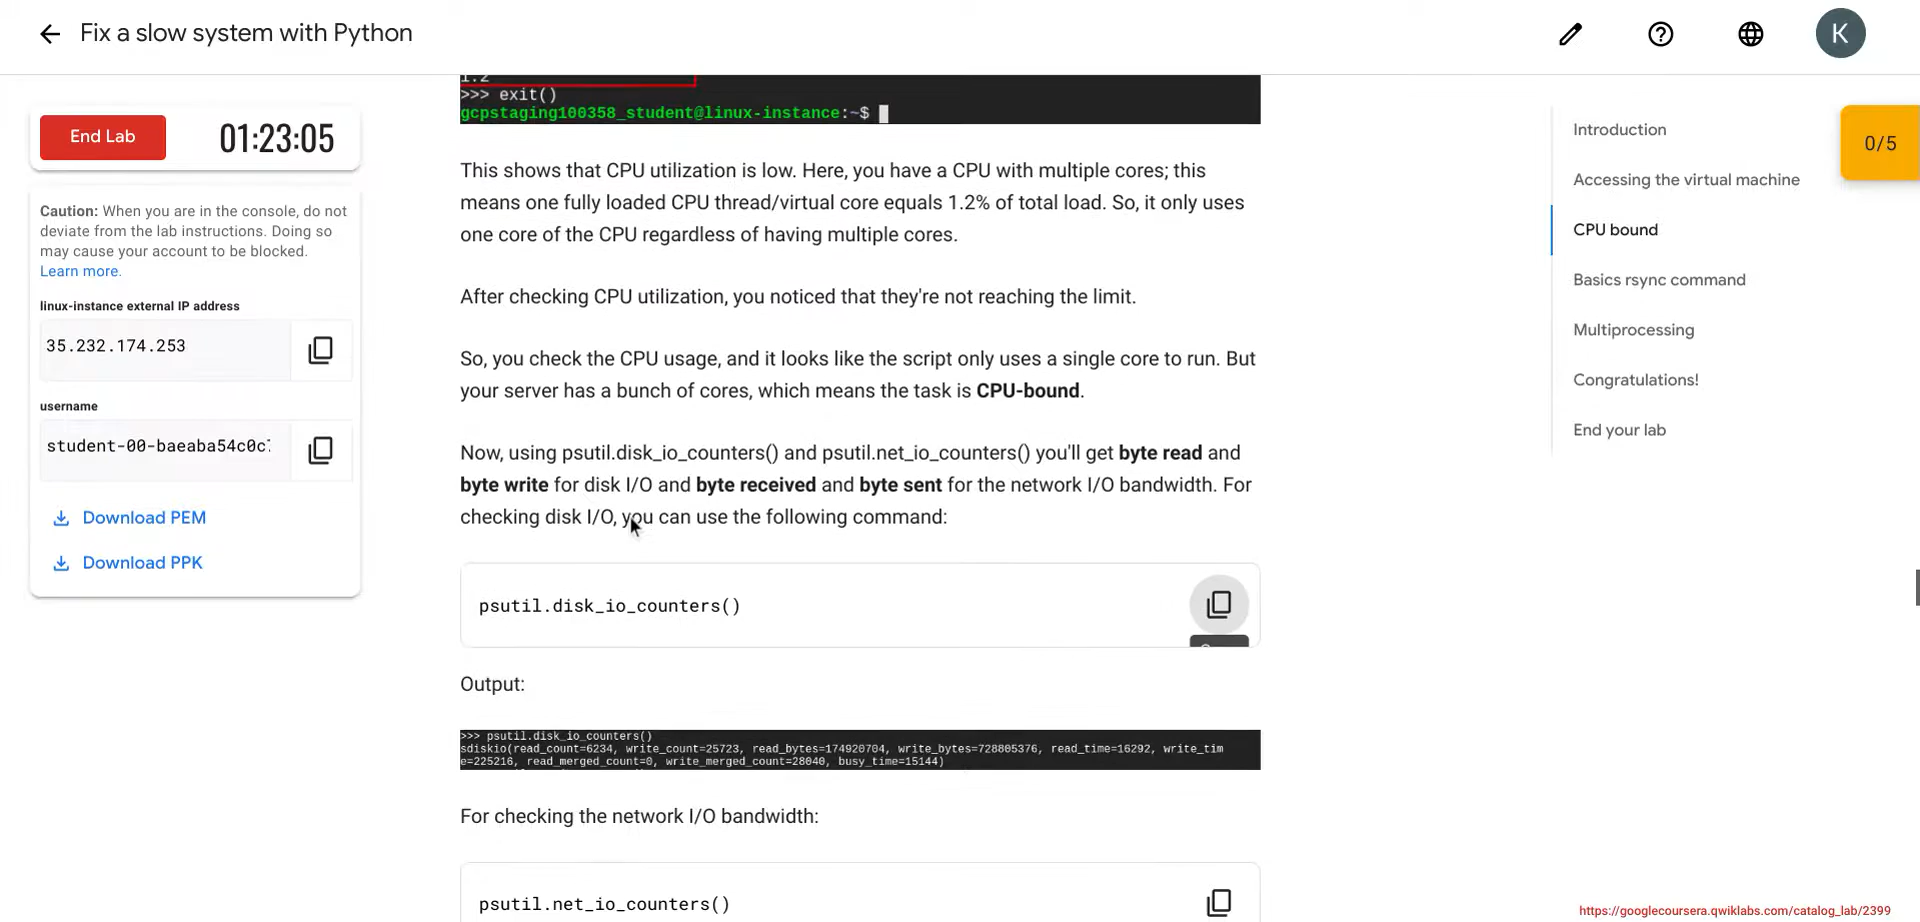 Fix a slow system with Python
K
End Lab
01:23:05
Caution: When you are in the console, do not
deviate from the lab instructions. Doing so
may cause your account to be blocked.
Learn more.
linux-instance external IP address
35.232.174.253
username
student-00-baeaba54c0c
Download PEM
Download PPK
1.2
>>> exit()
gcpstaging100358_student@linux-instance:~$
This shows that CPU utilization is low. Here, you have a CPU with multiple cores; this
means one fully loaded CPU thread/virtual core equals 1.2% of total load. So, it only uses
one core of the CPU regardless of having multiple cores.
After checking CPU utilization, you noticed that they're not reaching the limit.
So, you check the CPU usage, and it looks like the script only uses a single core to run. But
your server has a bunch of cores, which means the task is CPU-bound.
Now, using psutil.disk_io_counters() and psutil.net_io_counters() you'll get byte read and
byte write for disk I/O and byte received and byte sent for the network I/O bandwidth. For
checking disk I/O, you can use the following command:
psutil.disk_io_counters()
Output:
>>> psutil.disk_io_counters()
sdiskio(read_count=6234, write_count=25723, read_bytes=174920704, write_bytes=728805376, read_time=16292, write_tim
e=225216, read_merged_count=0, write_merged_count=28040, busy_time=15144)
For checking the network I/O bandwidth:
psutil.net_io_counters()
Introduction
Accessing the virtual machine
CPU bound
Basics rsync command
Multiprocessing
Congratulations!
End your lab
0/5
https://googlecoursera.qwiklabs.com/catalog_lab/2399